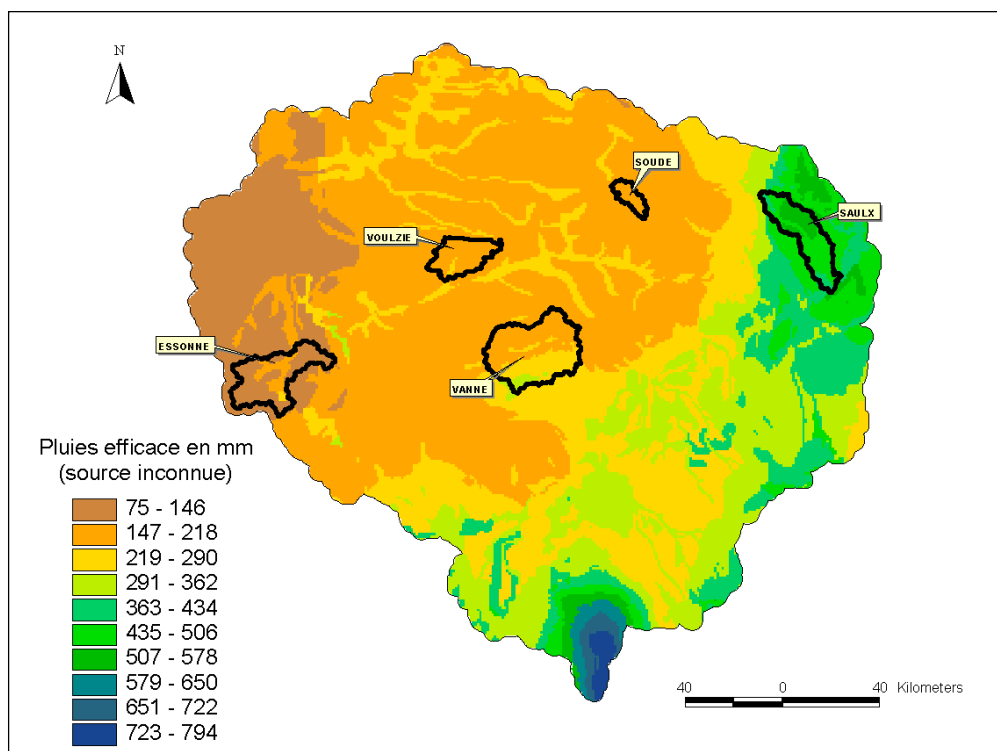 N
SOUDE
SAULX
VOULZIE
ESSONNE
VANNE
Pluies efficace en mm
(source inconnue)
75 - 146
147 - 218
219 - 290
291 - 362
363 - 434
435 - 506
507 - 578
579 - 650
651 - 722
723 - 794
40 0 40 Kilometers